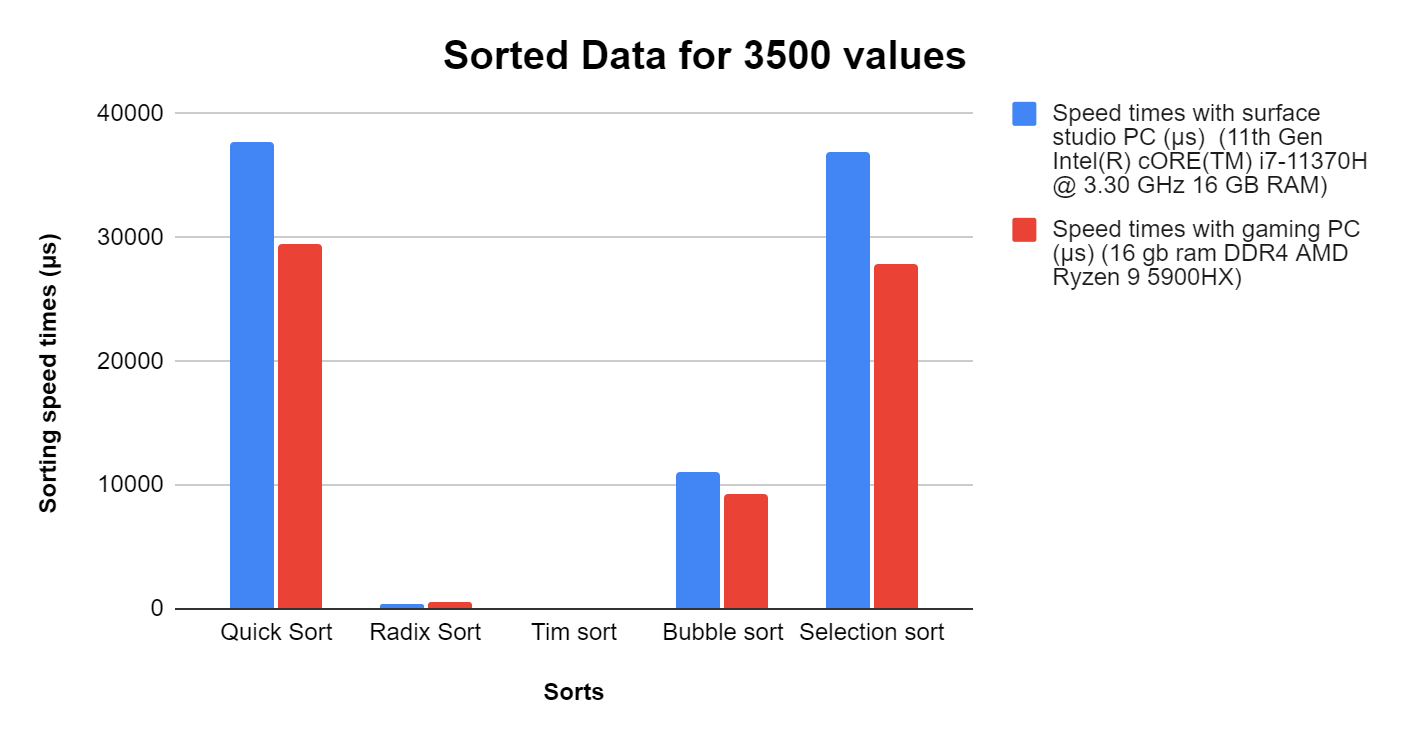 Sorted Data for 3500 values
40000
30000
20000
10000
0
Sorting speed times (µs)
Quick Sort
Radix Sort
Tim sort
Bubble sort
Selection sort
Sorts
Speed times with surface
studio PC (µs)  (11th Gen
Intel(R) cORE(TM) i7-11370H
@ 3.30 GHz 16 GB RAM)
Speed times with gaming PC
(µs) (16 gb ram DDR4 AMD
Ryzen 9 5900HX)